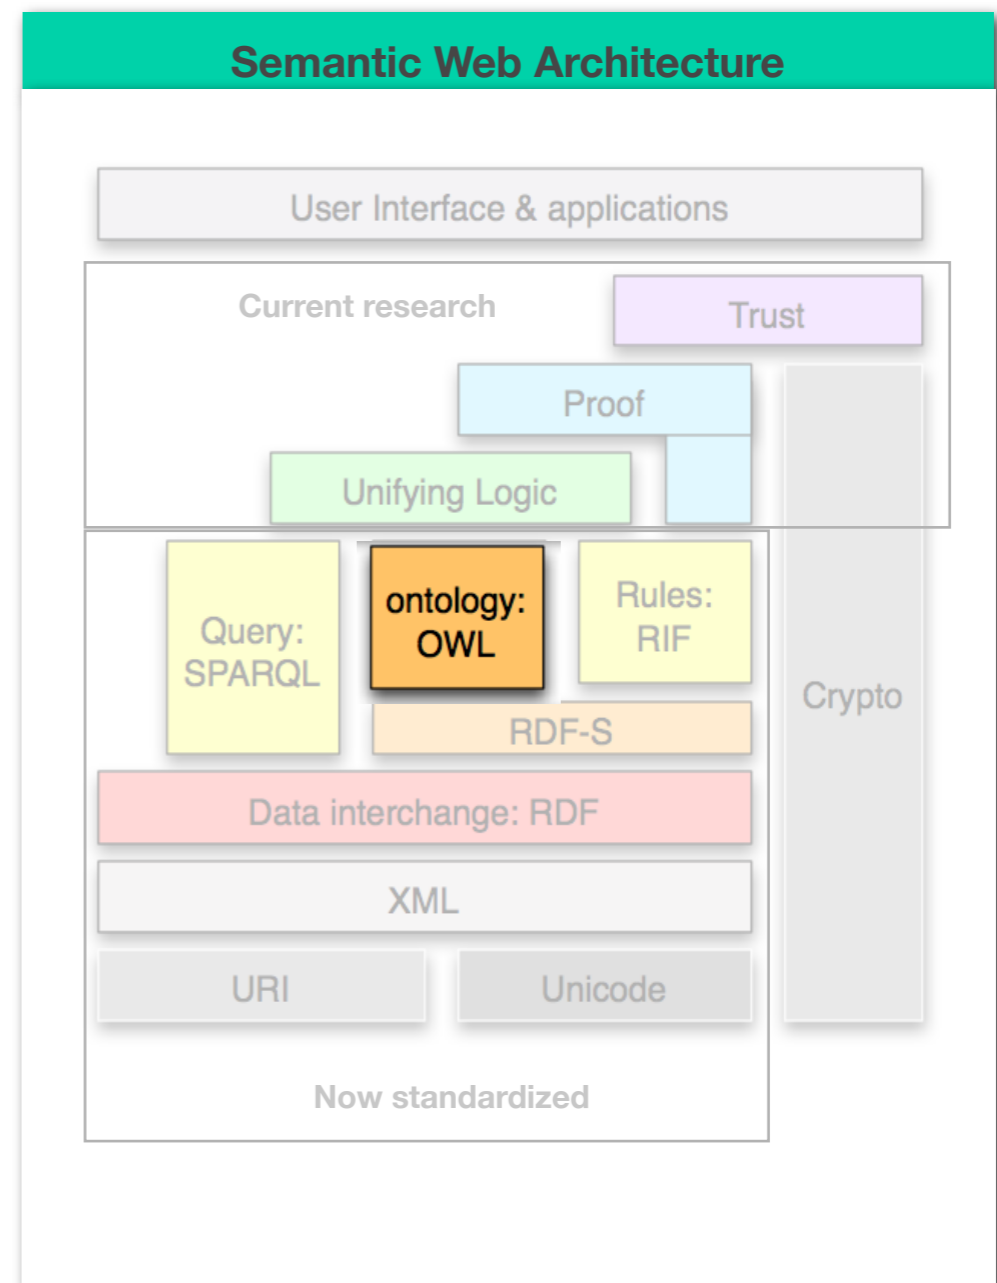 Semantic Web Architecture
User Interface & applications
Current research
Trust
Proof
Unifying Logic
Query:
SPARQL
ontology:
OWL
Rules:
RIF
Crypto
RDF-S
Data interchange: RDF
XML
URI
Unicode
Now standardized